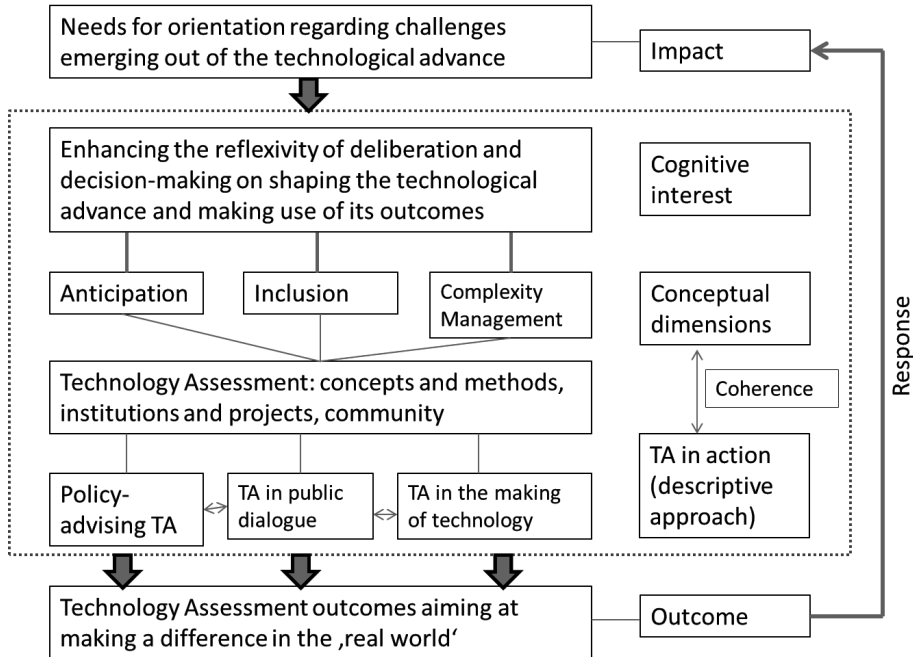 Needs for orientation regarding challenges
emerging out of the technological advance
Impact
Enhancing the reflexivity of deliberation and
decision-making on shaping the technological
advance and making use of its outcomes
Cognitive
interest
Anticipation
Inclusion
Complexity
Management
Conceptual
dimensions
Response
Technology Assessment: concepts and methods,
institutions and projects, community
Coherence
Policy-
advising TA
TA in public
dialogue
TA in the making
of technology
TA in action
(descriptive
approach)
Technology Assessment outcomes aiming at
making a difference in the ‚real world‘
Outcome